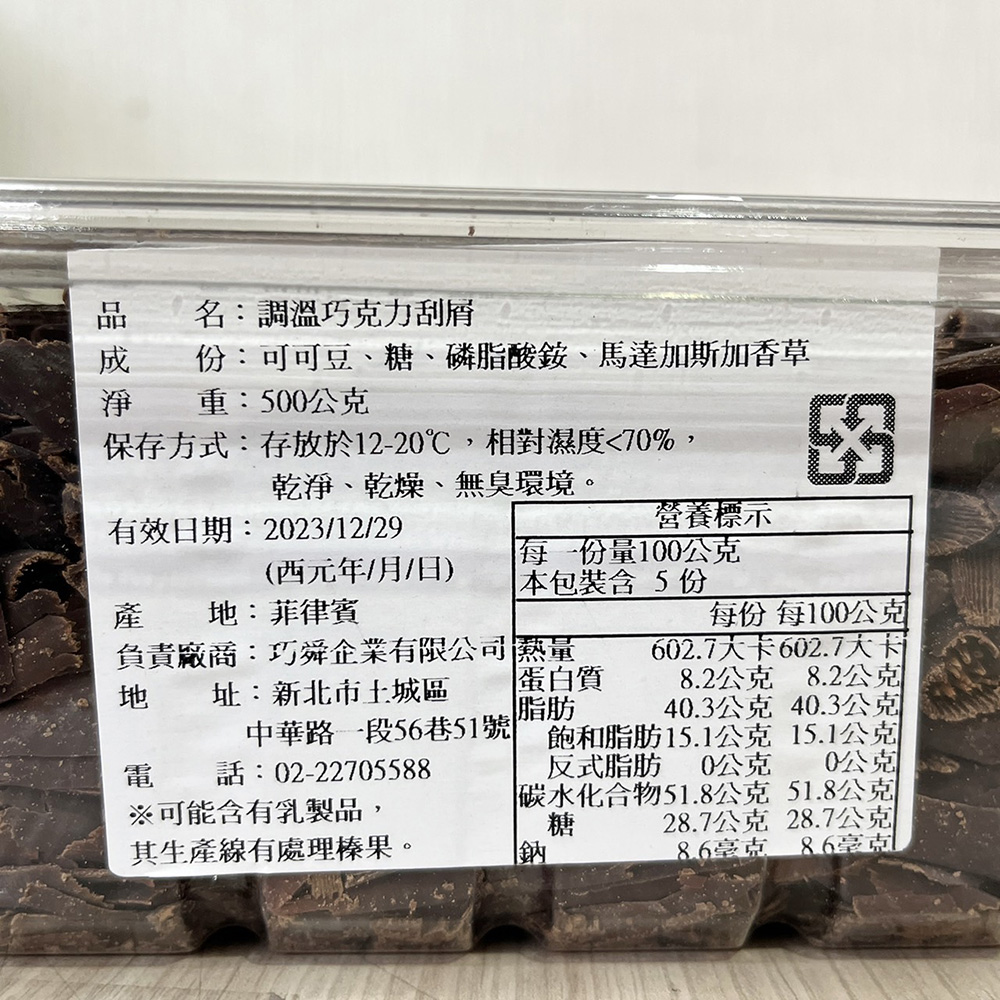 品名：調溫巧克力刮屑
成份：可可豆、糖、磷脂酸銨、馬達加斯加香草
淨重：500公克
保存方式：存放於12-20℃，相對濕度<70%，
乾淨、乾燥、無臭環境。
有效日期：2023/12/29
(西元年/月/日)
產地：菲律賓
負責廠商：巧舜企業有限公司
地址：新北市土城區
中華路一段56巷51號
電話：02-22705588
※可能含有乳製品，
其生產線有處理榛果。
營養標示
每一份量100公克
本包裝含 5 份
每份 每100公克
熱量 602.7大卡 602.7大卡
蛋白質 8.2公克 8.2公克
脂肪 40.3公克 40.3公克
飽和脂肪 15.1公克 15.1公克
反式脂肪 0公克 0公克
碳水化合物 51.8公克 51.8公克
糖 28.7公克 28.7公克
鈉 8.6毫克 8.6毫克